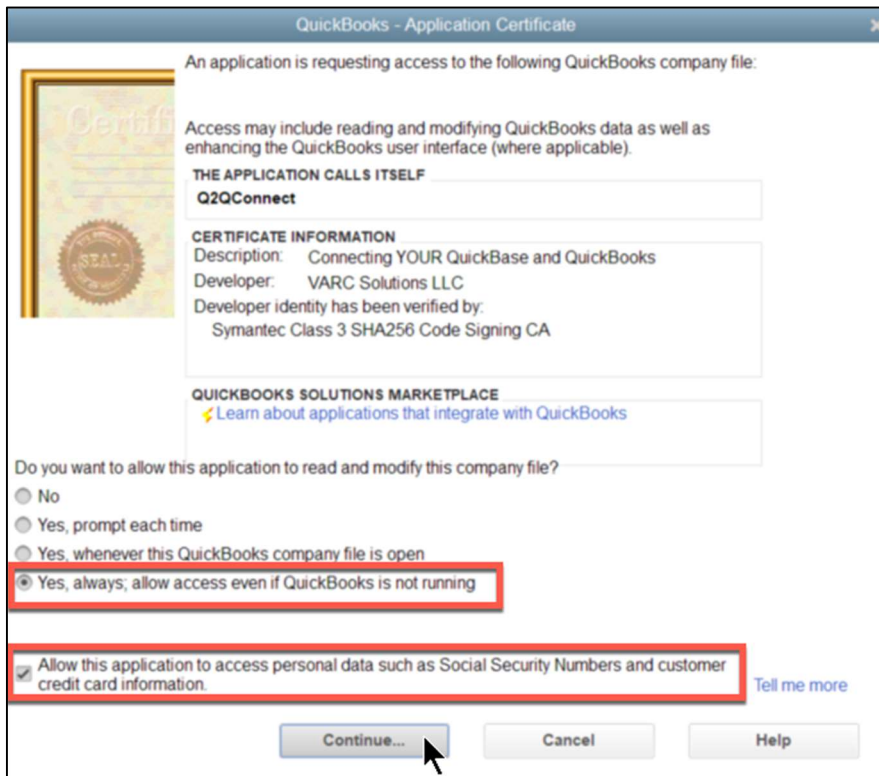 QuickBooks - Application Certificate
An application is requesting access to the following QuickBooks company file:
Access may include reading and modifying QuickBooks data as well as
enhancing the QuickBooks user interface (where applicable).
THE APPLICATION CALLS ITSELF
Q2QConnect
CERTIFICATE INFORMATION
Description: Connecting YOUR QuickBase and QuickBooks
Developer: VARC Solutions LLC
Developer identity has been verified by:
Symantec Class 3 SHA256 Code Signing CA
SEAL
QUICKBOOKS SOLUTIONS MARKETPLACE
Learn about applications that integrate with QuickBooks
Do you want to allow this application to read and modify this company file?
No
Yes, prompt each time
Yes, whenever this QuickBooks company file is open
Yes, always; allow access even if QuickBooks is not running
Allow this application to access personal data such as Social Security Numbers and customer
credit card information.
Tell me more
Continue...
Cancel
Help